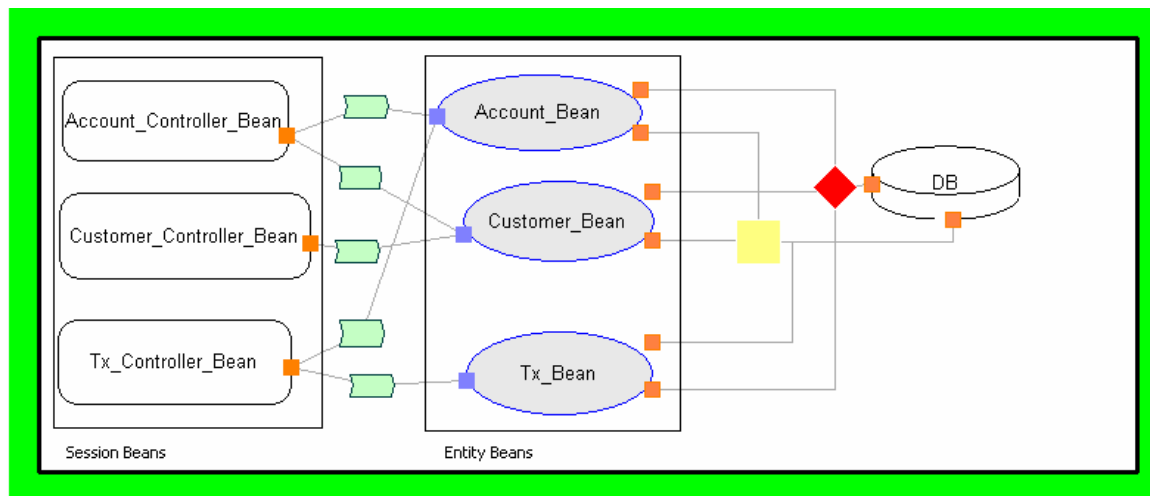 Account_Controller_Bean
Account_Bean
Customer_Controller_Bean
Customer_Bean
DB
Tx_Controller_Bean
Tx_Bean
Session Beans
Entity Beans